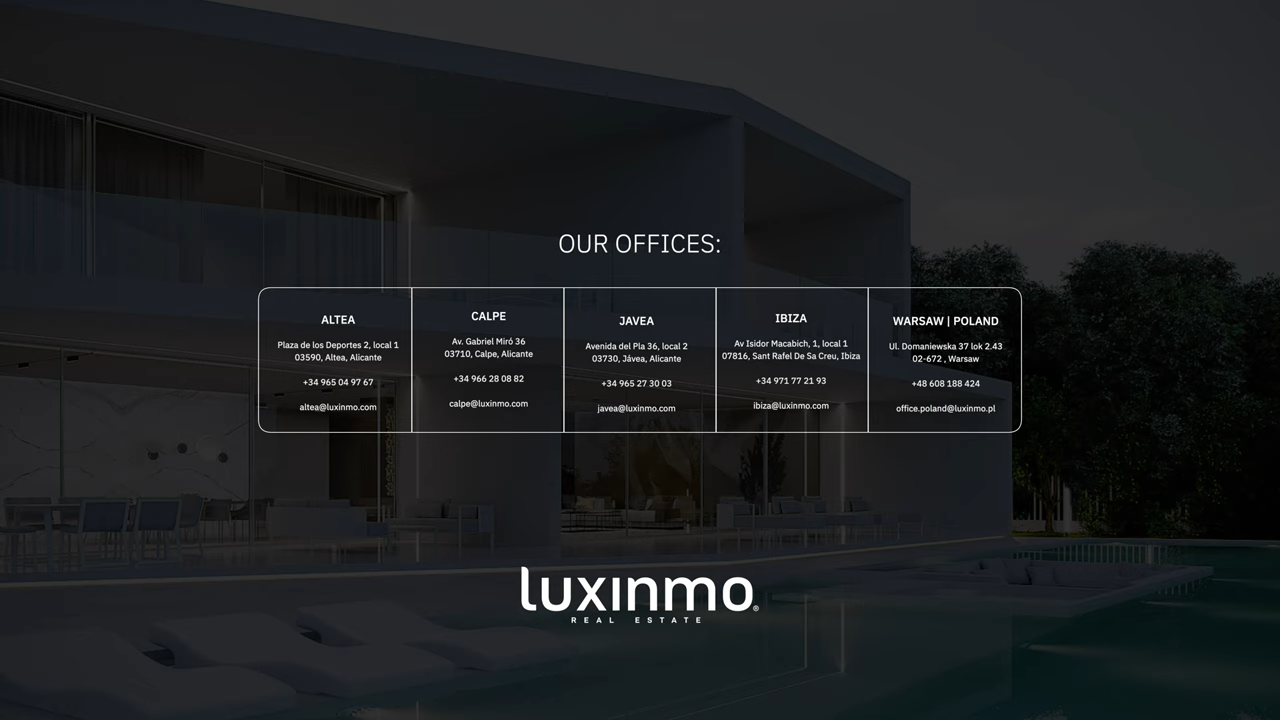 OUR OFFICES:
ALTEA
Plaza de los Deportes 2, local 1
03590, Altea, Alicante
+34 965 04 97 67
altea@luxinmo.com
CALPE
Av. Gabriel Miró 36
03710, Calpe, Alicante
+34 966 28 08 82
calpe@luxinmo.com
JAVEA
Avenida del Pla 36, local 2
03730, Jávea, Alicante
+34 965 27 30 03
javea@luxinmo.com
IBIZA
Av Isidor Macabich, 1, local 1
07816, Sant Rafel De Sa Creu, Ibiza
+34 971 77 21 93
ibiza@luxinmo.com
WARSAW | POLAND
Ul. Domaniewska 37 lok 2.43
02-672 , Warsaw
+48 608 188 424
office.poland@luxinmo.pl
luxinmo®
REAL ESTATE